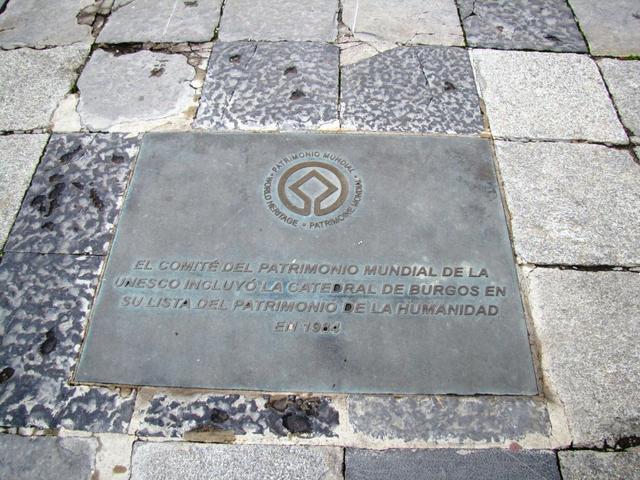 PATRIMONIO MUNDIAL • WORLD HERITAGE • PATRIMOINE MONDIAL •
EL COMITÉ DEL PATRIMONIO MUNDIAL DE LA
UNESCO INCLUYÓ LA CATEDRAL DE BURGOS EN
SU LISTA DEL PATRIMONIO DE LA HUMANIDAD
EN 1984